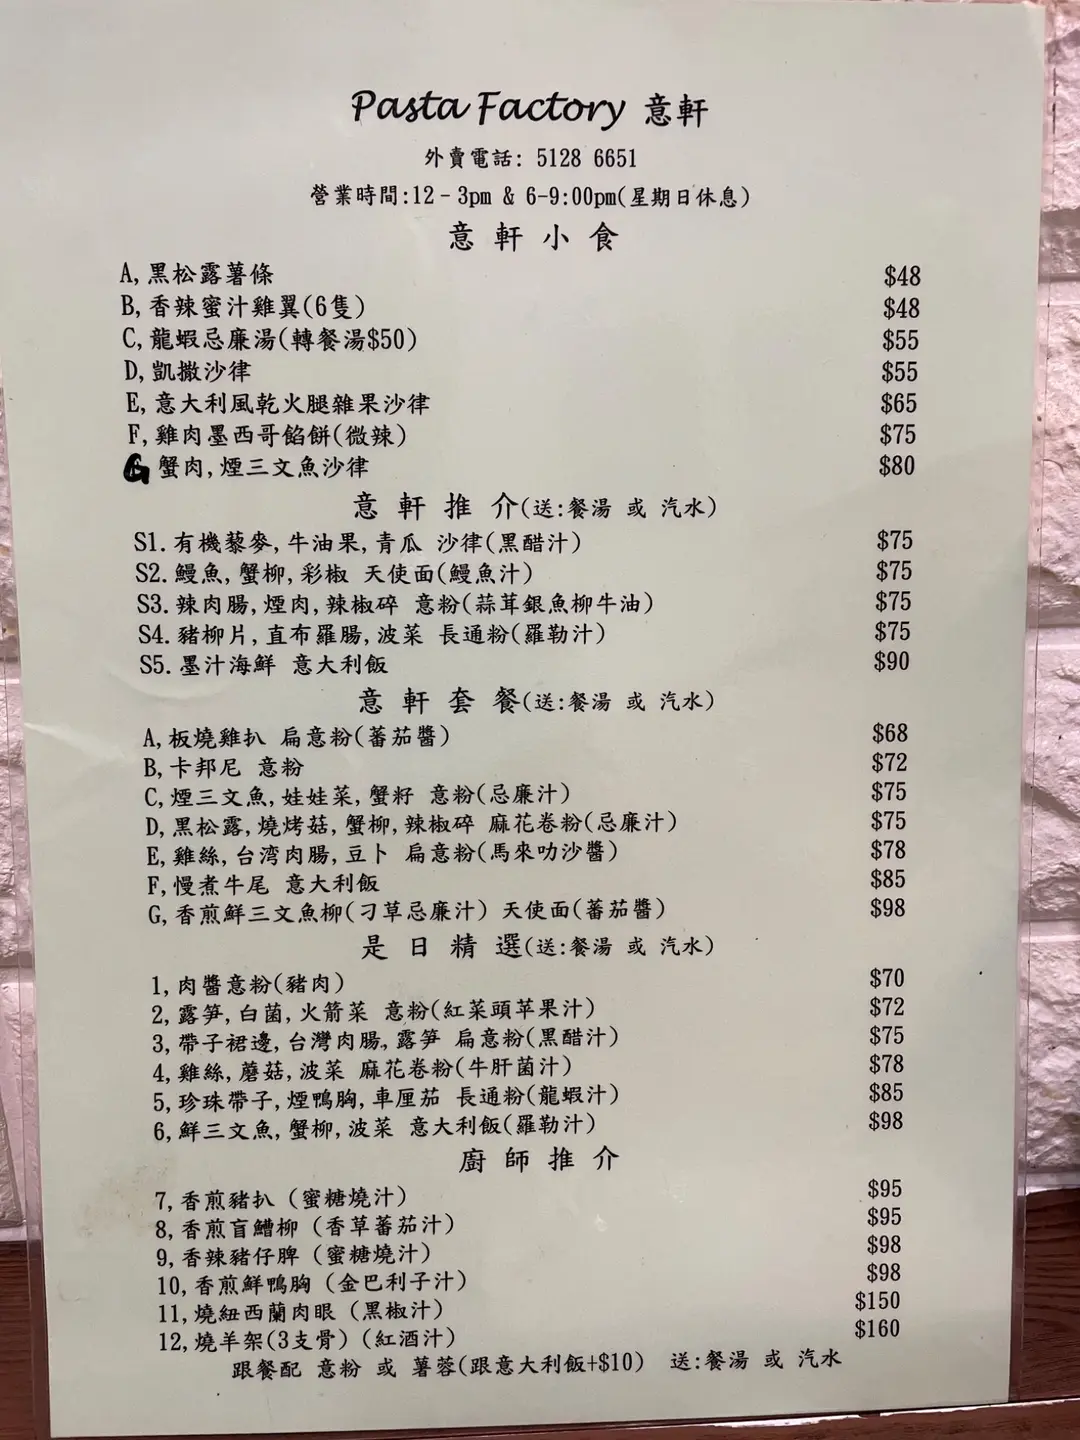 Pasta Factory 意軒
外賣電話: 5128 6651
營業時間:12-3pm & 6-9:00pm(星期日休息)
意軒小食
A,黑松露薯條 $48
B,香辣蜜汁雞翼(6隻) $48
C,龍蝦忌廉湯(轉餐湯$50) $55
D,凱撒沙律 $55
E,意大利風乾火腿雜果沙律 $65
F,雞肉墨西哥餡餅(微辣) $75
G 蟹肉,煙三文魚沙律 $80
意軒推介(送:餐湯 或 汽水)
S1.有機藜麥,牛油果,青瓜 沙律(黑醋汁) $75
S2.鰻魚,蟹柳,彩椒 天使面(鰻魚汁) $75
S3.辣肉腸,煙肉,辣椒碎 意粉(蒜茸銀魚柳牛油) $75
S4.豬柳片,直布羅腸,波菜 長通粉(羅勒汁) $75
S5.墨汁海鮮 意大利飯 $90
意軒套餐(送:餐湯 或 汽水)
A,板燒雞扒 扁意粉(蕃茄醬) $68
B,卡邦尼 意粉 $72
C,煙三文魚,娃娃菜,蟹籽 意粉(忌廉汁) $75
D,黑松露,燒烤菇,蟹柳,辣椒碎 麻花卷粉(忌廉汁) $75
E,雞絲,台湾肉腸,豆卜 扁意粉(馬來叻沙醬) $78
F,慢煮牛尾 意大利飯 $85
G,香煎鮮三文魚柳(刁草忌廉汁) 天使面(蕃茄醬) $98
是日精選(送:餐湯 或 汽水)
1,肉醬意粉(豬肉) $70
2,露笋,白菌,火箭菜 意粉(紅菜頭苹果汁) $72
3,帶子裙邊,台灣肉腸,露笋 扁意粉(黑醋汁) $75
4,雞絲,蘑菇,波菜 麻花卷粉(牛肝菌汁) $78
5,珍珠帶子,煙鴨胸,車厘茄 長通粉(龍蝦汁) $85
6,鮮三文魚,蟹柳,波菜 意大利飯(羅勒汁) $98
廚師推介
7,香煎豬扒 (蜜糖燒汁) $95
8,香煎盲鰽柳 (香草蕃茄汁) $95
9,香辣豬仔脾 (蜜糖燒汁) $98
10,香煎鮮鴨胸 (金巴利子汁) $98
11,燒紐西蘭肉眼 (黑椒汁) $150
12,燒羊架(3支骨)(紅酒汁) $160
跟餐配 意粉 或 薯蓉(跟意大利飯+$10) 送:餐湯 或 汽水